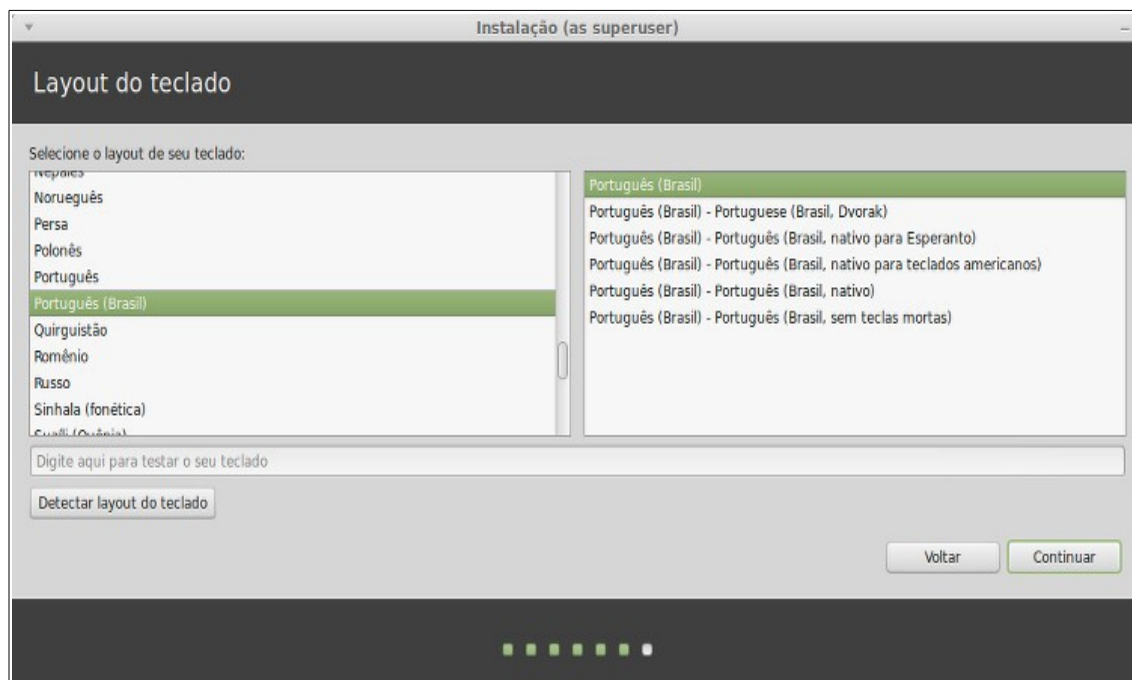 Instalação (as superuser)
Layout do teclado
Selecione o layout de seu teclado:
Nepalês
Norueguês
Persa
Polonês
Português
Português (Brasil)
Quirguistão
Romênio
Russo
Sinhala (fonética)
Suaíli (Quênia)
Português (Brasil)
Português (Brasil) - Portuguese (Brasil, Dvorak)
Português (Brasil) - Português (Brasil, nativo para Esperanto)
Português (Brasil) - Português (Brasil, nativo para teclados americanos)
Português (Brasil) - Português (Brasil, nativo)
Português (Brasil) - Português (Brasil, sem teclas mortas)
Digite aqui para testar o seu teclado
Detectar layout do teclado
Voltar
Continuar